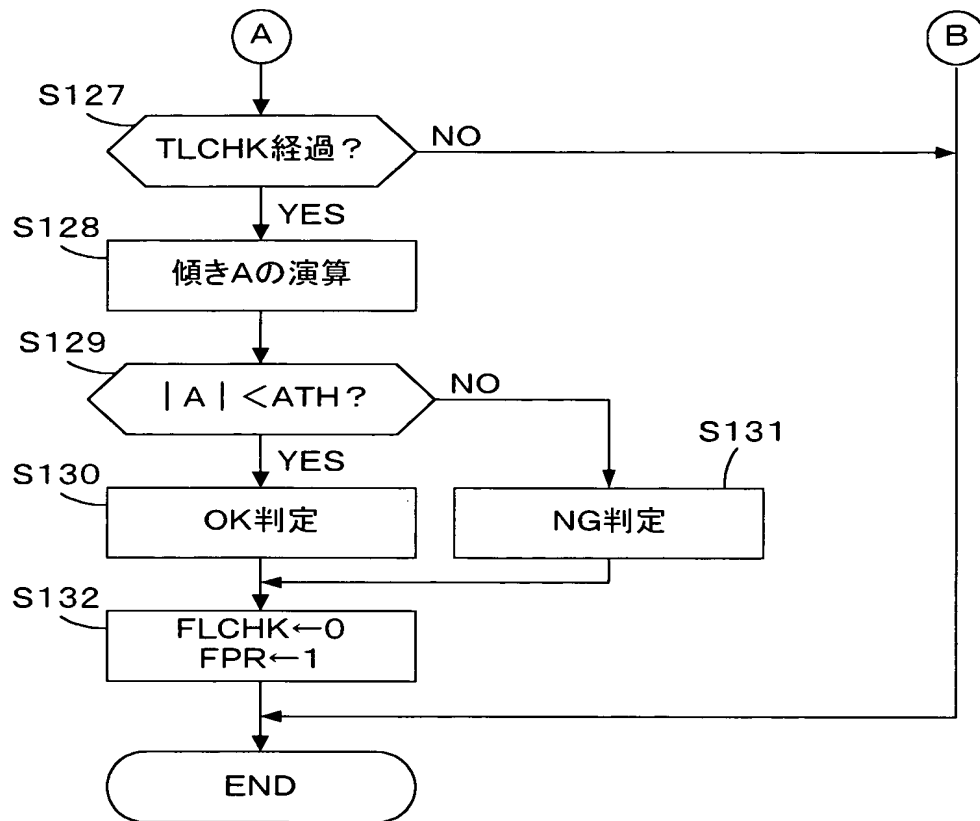 A
B
S127
TLCHK経過?
NO
YES
S128
傾きAの演算
S129
|A|<ATH?
NO
YES
S131
S130
OK判定
NG判定
S132
FLCHK←0
FPR←1
END